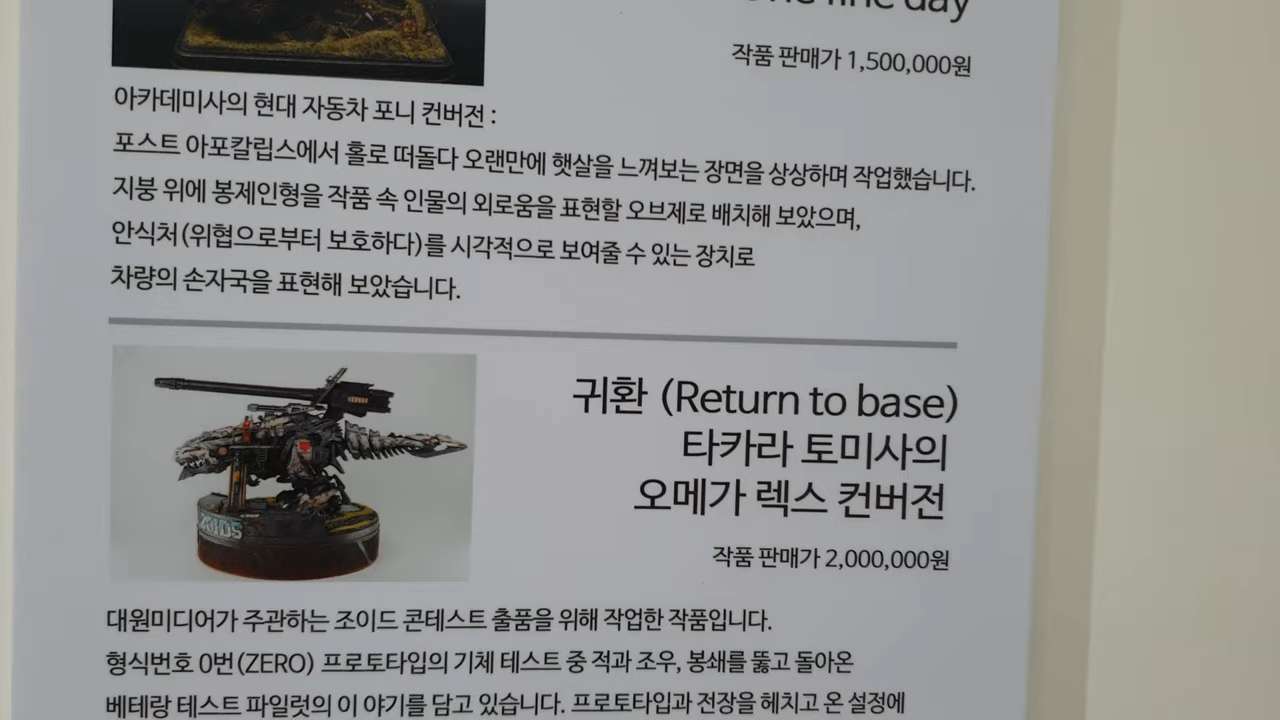 fine day
작품 판매가 1,500,000원
아카데미사의 현대 자동차 포니 컨버전 :
포스트 아포칼립스에서 홀로 떠돌다 오랜만에 햇살을 느껴보는 장면을 상상하며 작업했습니다.
지붕 위에 봉제인형을 작품 속 인물의 외로움을 표현할 오브제로 배치해 보았으며,
안식처(위협으로부터 보호하다)를 시각적으로 보여줄 수 있는 장치로
차량의 손자국을 표현해 보았습니다.
귀환 (Return to base)
타카라 토미사의
오메가 렉스 컨버전
작품 판매가 2,000,000원
대원미디어가 주관하는 조이드 콘테스트 출품을 위해 작업한 작품입니다.
형식번호 0번(ZERO) 프로토타입의 기체 테스트 중 적과 조우, 봉쇄를 뚫고 돌아온
베테랑 테스트 파일럿의 이 야기를 담고 있습니다. 프로토타입과 전장을 헤치고 온 설정에